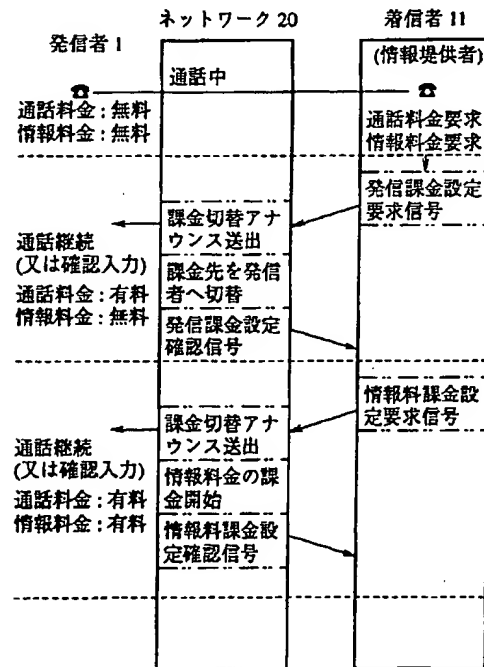 発信者 1
ネットワーク 20
着信者 11
(情報提供者)
通話中
通話料金：無料
情報料金：無料
通話料金要求
情報料金要求
発信課金設定
要求信号
課金切替アナ
ウンス送出
通話継続
(又は確認入力)
通話料金：有料
情報料金：無料
課金先を発信
者へ切替
発信課金設定
確認信号
情報料課金設
定要求信号
課金切替アナ
ウンス送出
通話継続
(又は確認入力)
通話料金：有料
情報料金：有料
情報料金の課
金開始
情報料課金設
定確認信号